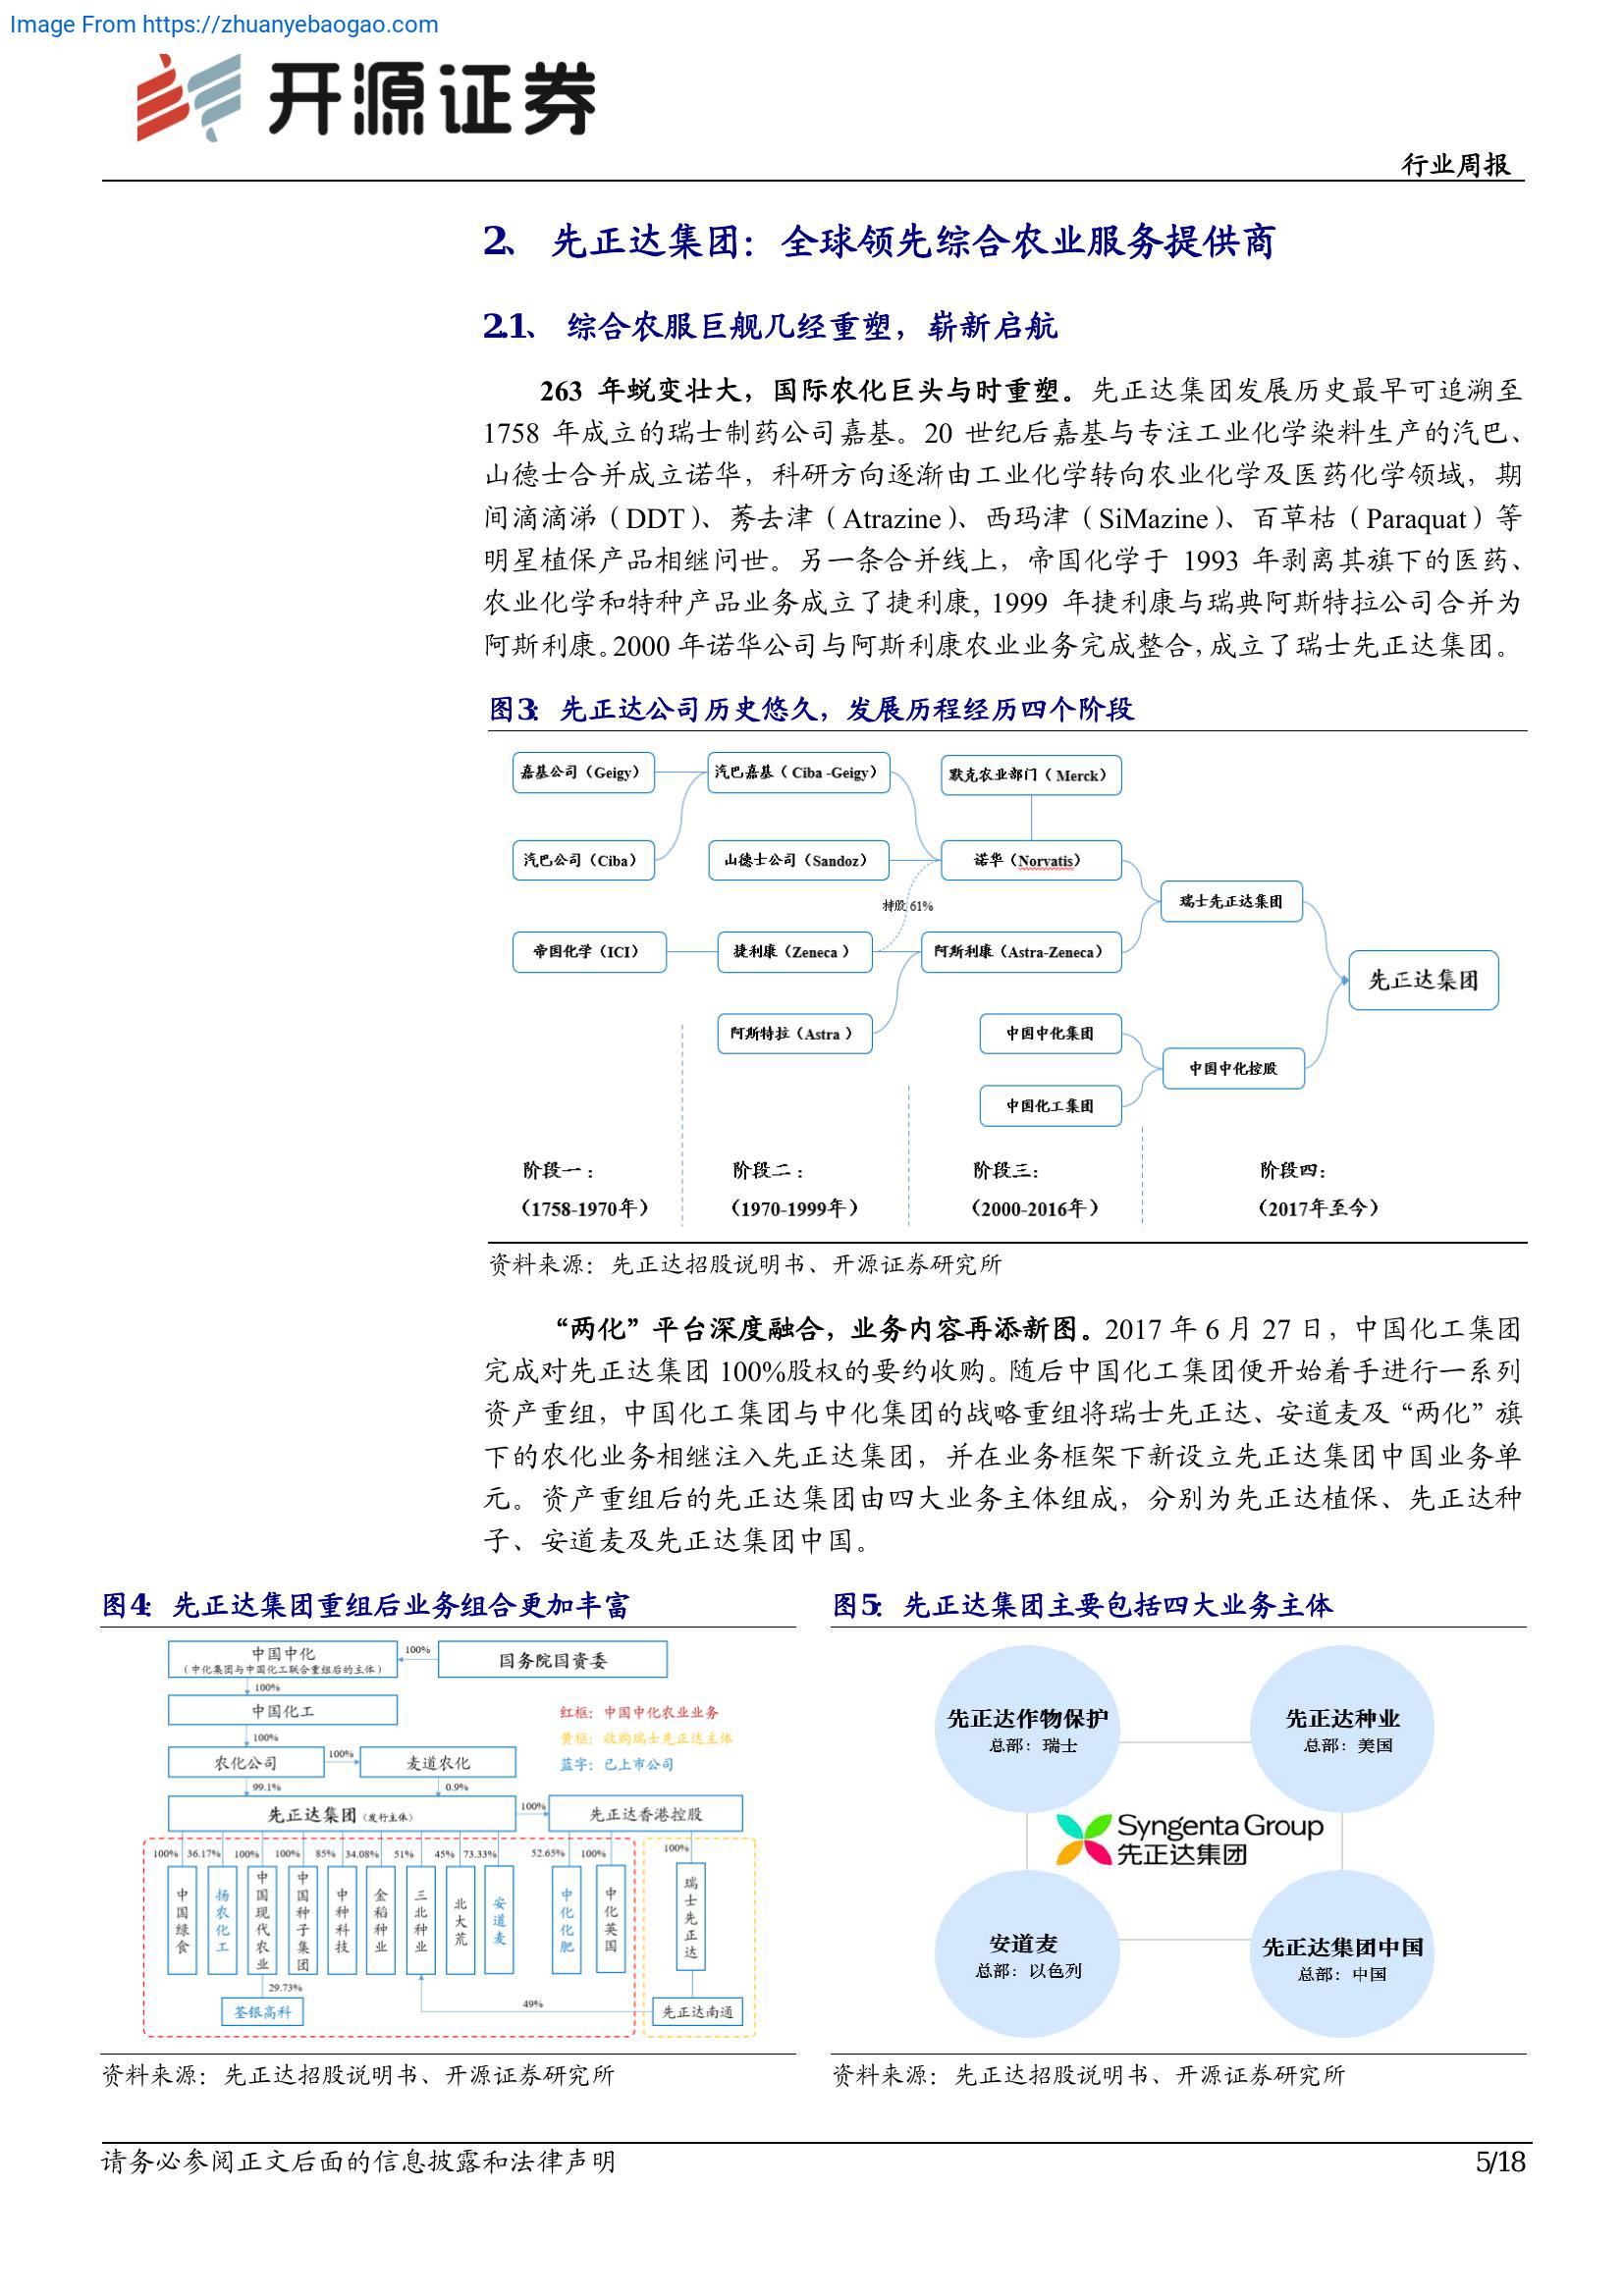 Image From https://zhuanyebaogao.com
开源证券
行业周报
2、 先正达集团：全球领先综合农业服务提供商
2.1、 综合农服巨舰几经重塑，崭新启航
263 年蜕变壮大，国际农化巨头与时重塑。先正达集团发展历史最早可追溯至
1758 年成立的瑞士制药公司嘉基。20 世纪后嘉基与专注工业化学染料生产的汽巴、
山德士合并成立诺华，科研方向逐渐由工业化学转向农业化学及医药化学领域，期
间滴滴涕（DDT）、莠去津（Atrazine）、西玛津（SiMazine）、百草枯（Paraquat）等
明星植保产品相继问世。另一条合并线上，帝国化学于 1993 年剥离其旗下的医药、
农业化学和特种产品业务成立了捷利康，1999 年捷利康与瑞典阿斯特拉公司合并为
阿斯利康。2000 年诺华公司与阿斯利康农业业务完成整合，成立了瑞士先正达集团。
图3：先正达公司历史悠久，发展历程经历四个阶段
嘉基公司（Geigy）
汽巴嘉基（ Ciba -Geigy）
默克农业部门（ Merck）
汽巴公司（Ciba）
山德士公司（Sandoz）
诺华（Norvatis）
瑞士先正达集团
持股 61%
帝国化学（ICI）
捷利康（Zeneca ）
阿斯利康（Astra-Zeneca）
先正达集团
阿斯特拉（Astra ）
中国中化集团
中国中化控股
中国化工集团
阶段一：
阶段二：
阶段三：
阶段四：
（1758-1970年）
（1970-1999年）
（2000-2016年）
（2017年至今）
资料来源：先正达招股说明书、开源证券研究所
“两化”平台深度融合，业务内容再添新图。2017 年 6 月 27 日，中国化工集团
完成对先正达集团 100%股权的要约收购。随后中国化工集团便开始着手进行一系列
资产重组，中国化工集团与中化集团的战略重组将瑞士先正达、安道麦及“两化”旗
下的农化业务相继注入先正达集团，并在业务框架下新设立先正达集团中国业务单
元。资产重组后的先正达集团由四大业务主体组成，分别为先正达植保、先正达种
子、安道麦及先正达集团中国。
图4：先正达集团重组后业务组合更加丰富
中国中化
（中化集团与中国化工联合重组后的主体）
100%
国务院国资委
100%
中国化工
红框：中国中化农业业务
黄框：收购瑞士先正达主体
蓝字：已上市公司
100%
农化公司
100%
麦道农化
99.1%
0.9%
先正达集团（发行主体）
100%
先正达香港控股
100% 36.17% 100% 100% 85% 34.08% 51% 45% 73.33% 52.65% 100% 100%
中国绿食
扬农化工
中国现代农业
中国种子集团
中种科技
金稻种业
三北种业
北大荒
安道麦
中化化肥
中化英国
瑞士先正达
29.73%
荃银高科
49%
先正达南通
资料来源：先正达招股说明书、开源证券研究所
图5：先正达集团主要包括四大业务主体
先正达作物保护
总部：瑞士
先正达种业
总部：美国
Syngenta Group
先正达集团
安道麦
总部：以色列
先正达集团中国
总部：中国
资料来源：先正达招股说明书、开源证券研究所
请务必参阅正文后面的信息披露和法律声明
5/18